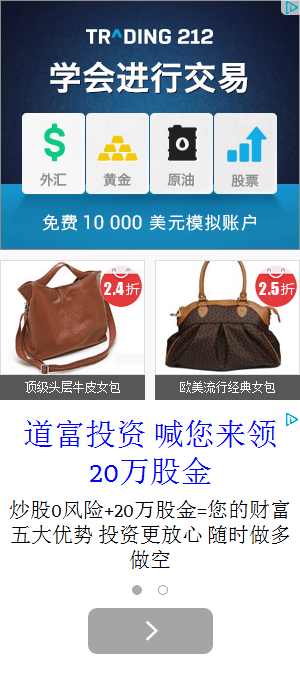 TRADING 212
学会进行交易
外汇
黄金
原油
股票
免费 10 000 美元模拟账户
2.4折
2.5折
顶级头层牛皮女包
欧美流行经典女包
道富投资 喊您来领
20万股金
炒股0风险+20万股金=您的财富
五大优势 投资更放心 随时做多
做空